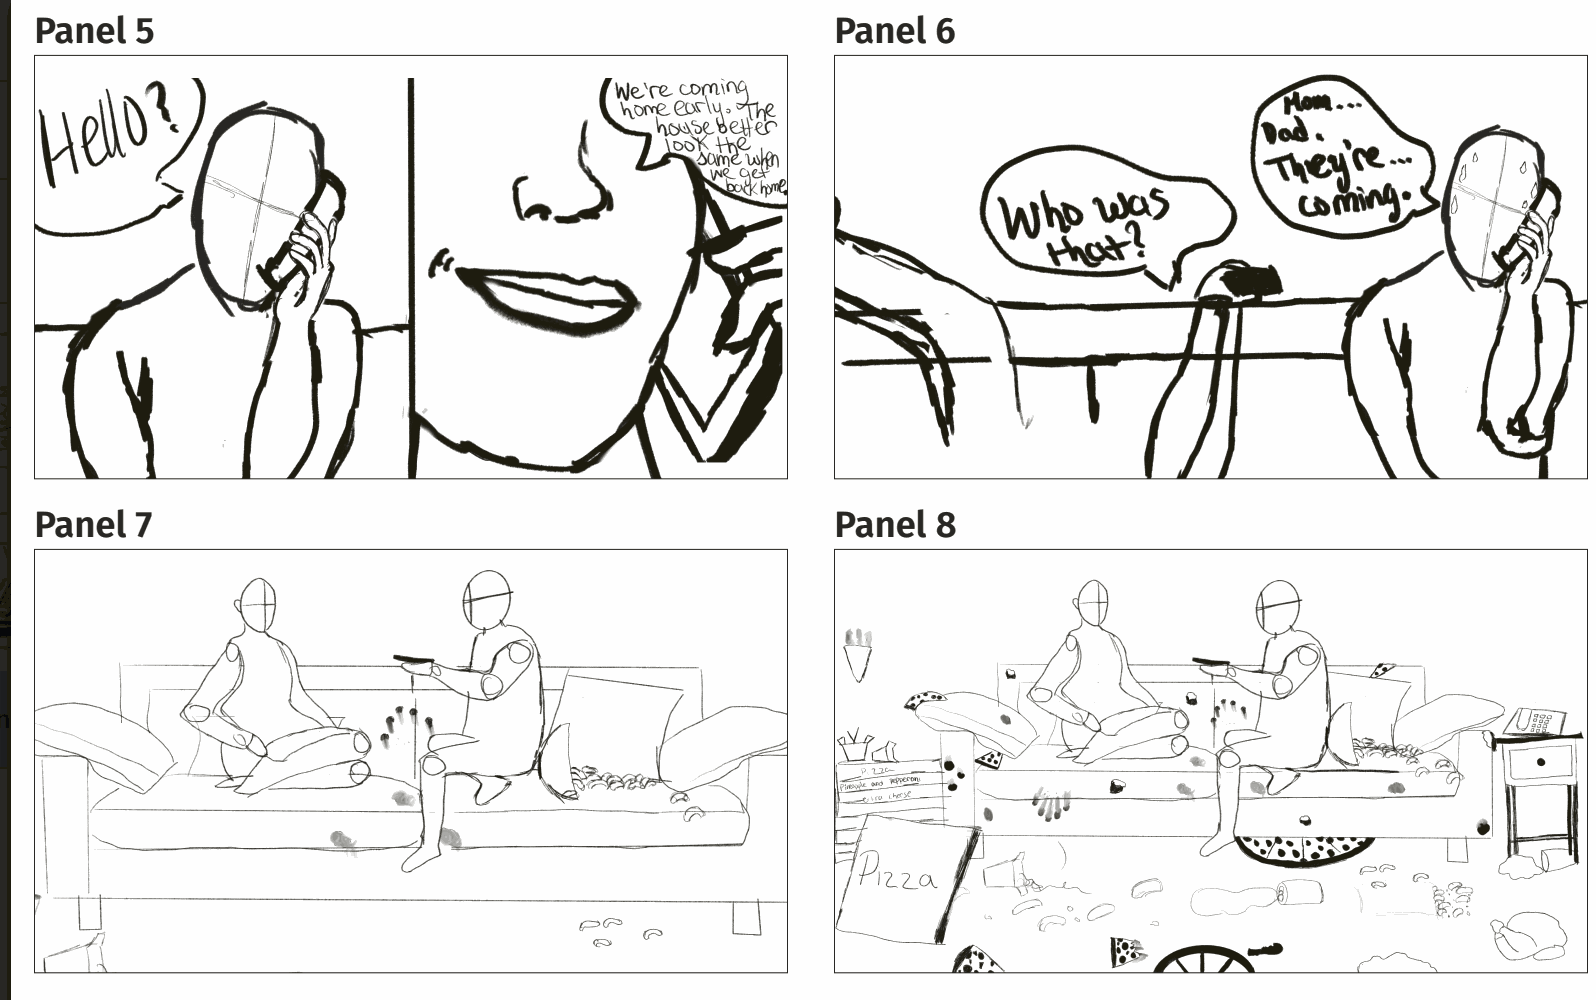 Panel 5
Hello?
We're coming
home early. The
house better
look the
same when
we get
back home.
Panel 6
Who was
that?
Mom...
Dad.
They're...
coming.
Panel 7
Panel 8
Pizza
Pineapple and Pepperoni
extra cheese
Pizza